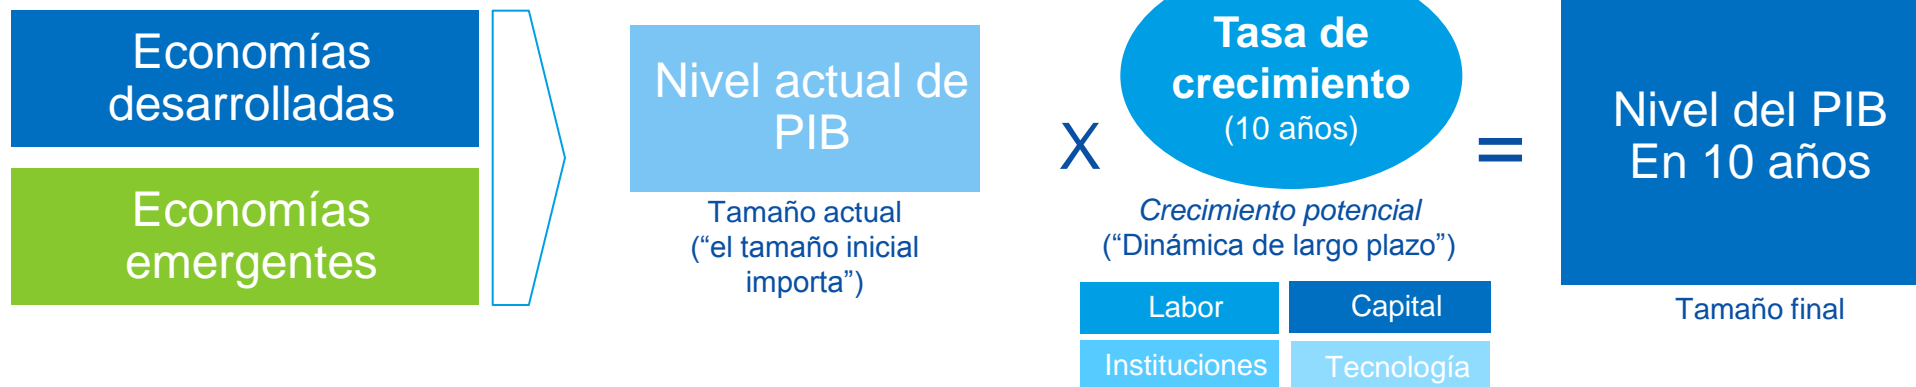 Economías
desarrolladas
Economías
emergentes
Nivel actual de
PIB
Tamaño actual
(“el tamaño inicial
importa”)
X
Tasa de
crecimiento
(10 años)
Crecimiento potencial
(“Dinámica de largo plazo”)
Labor
Capital
Instituciones
Tecnología
=
Nivel del PIB
En 10 años
Tamaño final